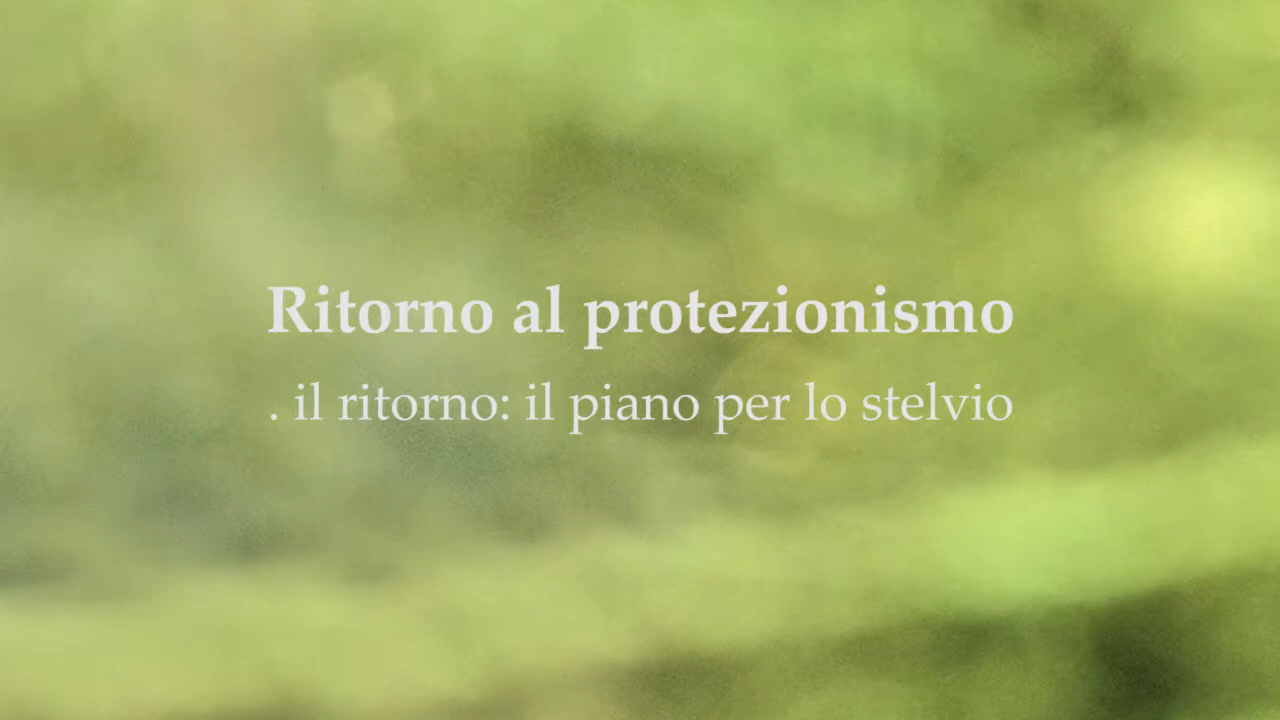 Ritorno al protezionismo
. il ritorno: il piano per lo stelvio